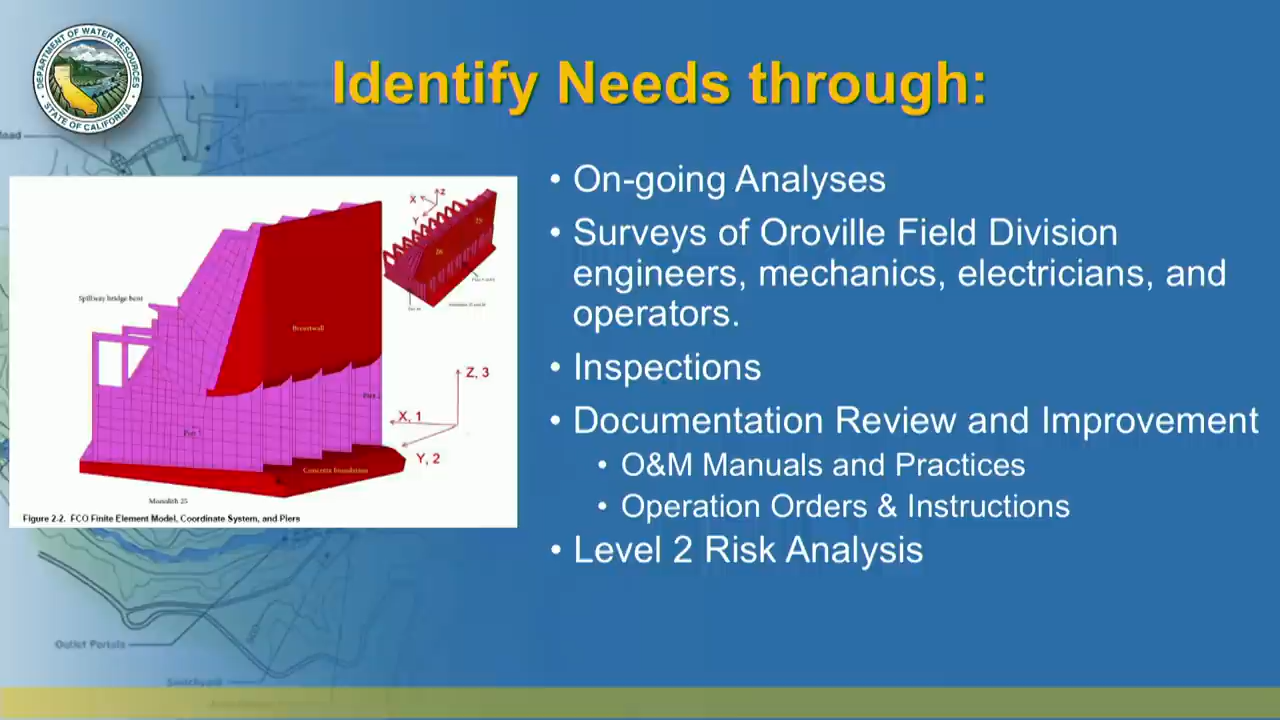 DEPARTMENT OF WATER RESOURCES
STATE OF CALIFORNIA
Identify Needs through:
• On-going Analyses
• Surveys of Oroville Field Division
engineers, mechanics, electricians, and
operators.
• Inspections
• Documentation Review and Improvement
• O&M Manuals and Practices
• Operation Orders & Instructions
• Level 2 Risk Analysis
Z
X
Y
25
26
Spillway bridge bent
Breastwall
Z, 3
X, 1
Y, 2
Concrete foundation
Monolith 25
Figure 2-2. FCO Finite Element Model, Coordinate System, and Piers
Outlet Portals
Switchyard